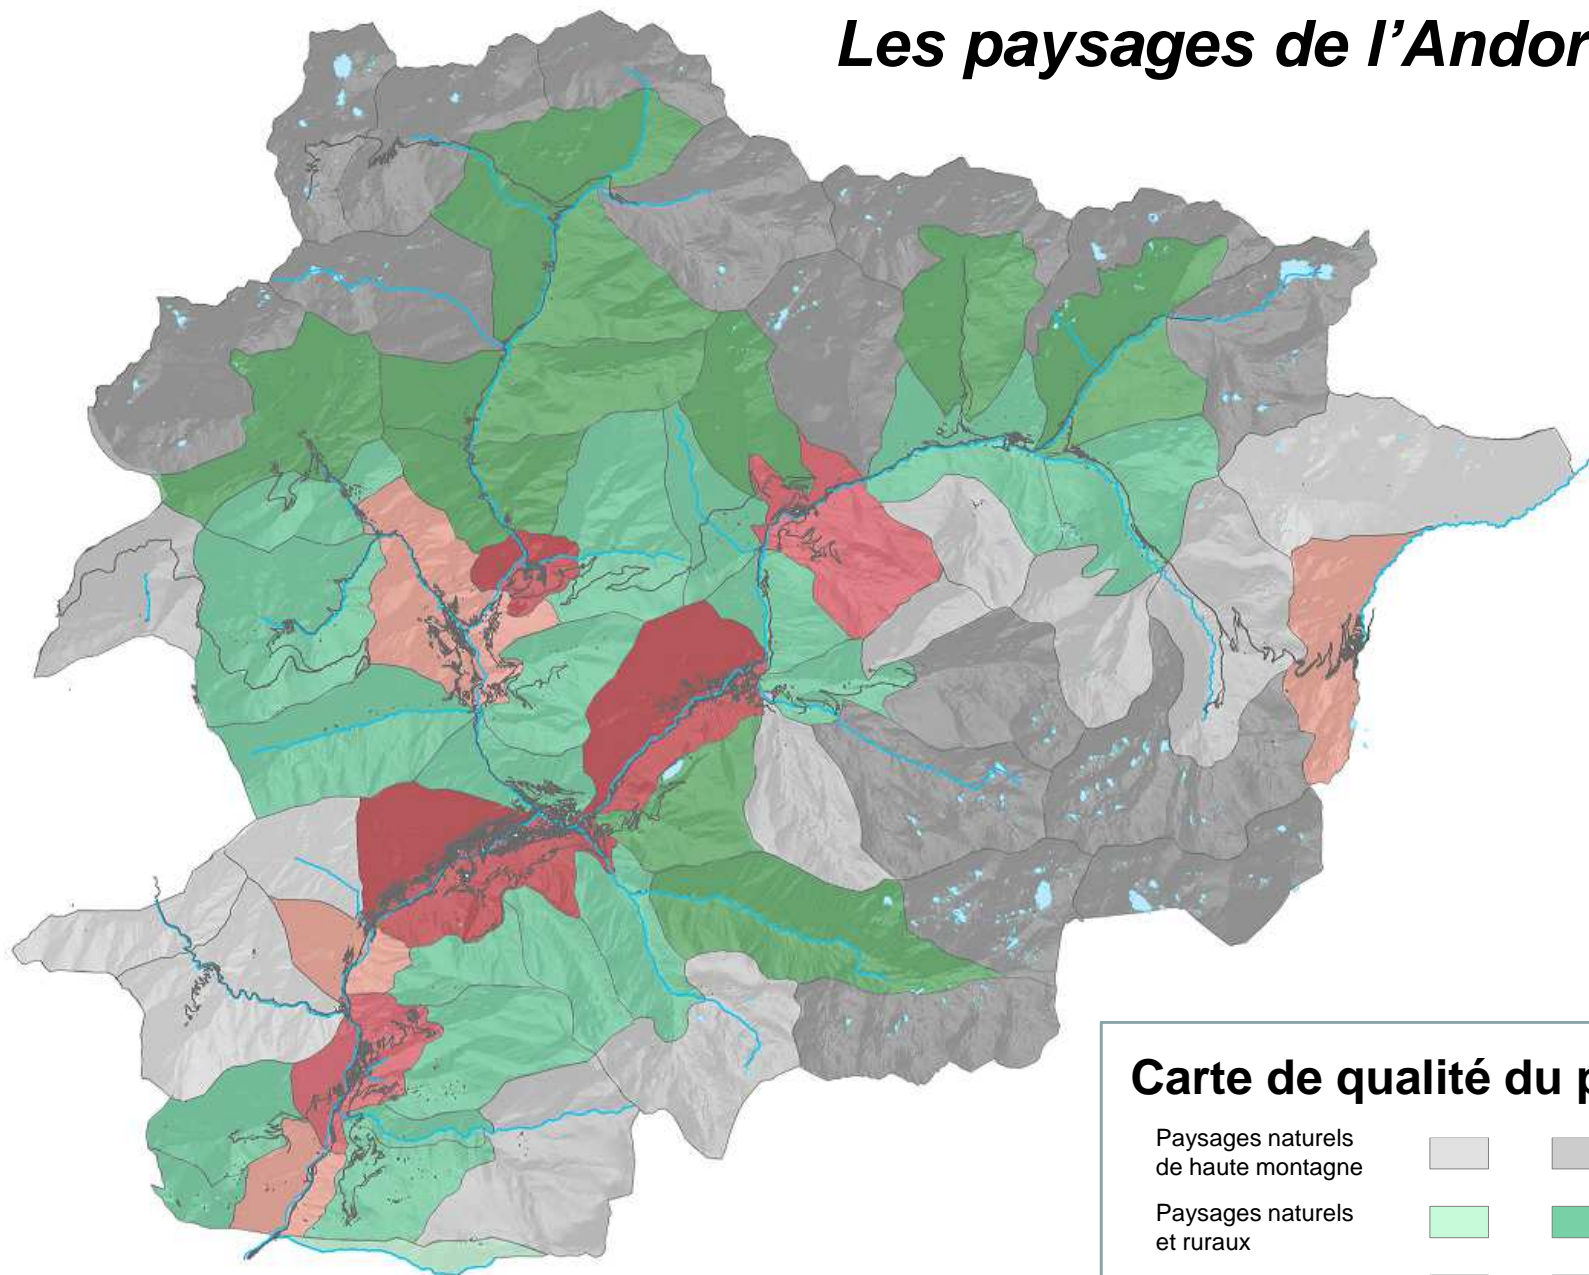 Les paysages de l’Andor
Carte de qualité du p
Paysages naturels
de haute montagne
Paysages naturels
et ruraux